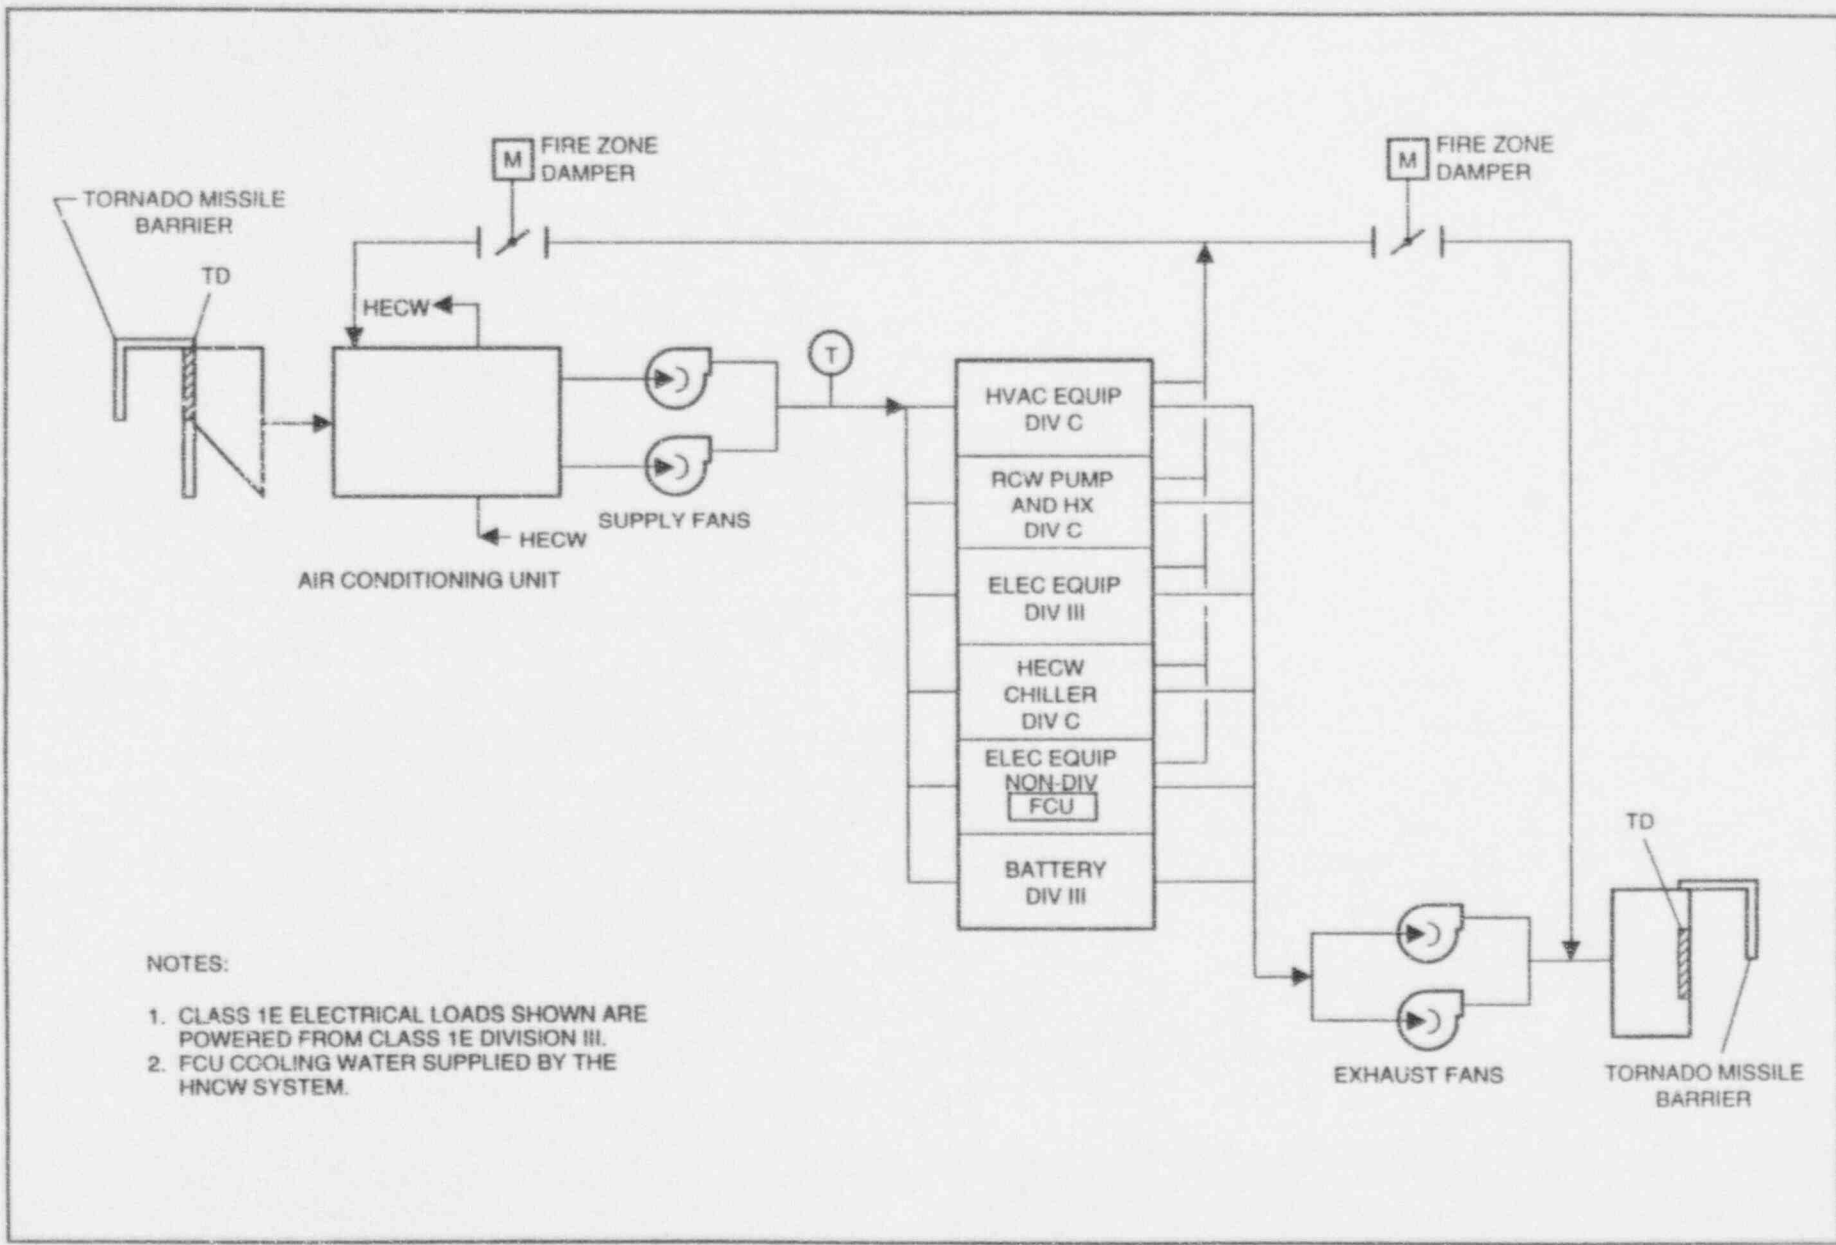 M
FIRE ZONE
DAMPER
M
FIRE ZONE
DAMPER
TORNADO MISSILE
BARRIER
TD
HECW
T
HVAC EQUIP
DIV C
RCW PUMP
AND HX
DIV C
SUPPLY FANS
HECW
AIR CONDITIONING UNIT
ELEC EQUIP
DIV III
HECW
CHILLER
DIV C
ELEC EQUIP
NON-DIV
FCU
BATTERY
DIV III
TD
EXHAUST FANS
TORNADO MISSILE
BARRIER
NOTES:
1. CLASS 1E ELECTRICAL LOADS SHOWN ARE
POWERED FROM CLASS 1E DIVISION III.
2. FCU COOLING WATER SUPPLIED BY THE
HNCW SYSTEM.